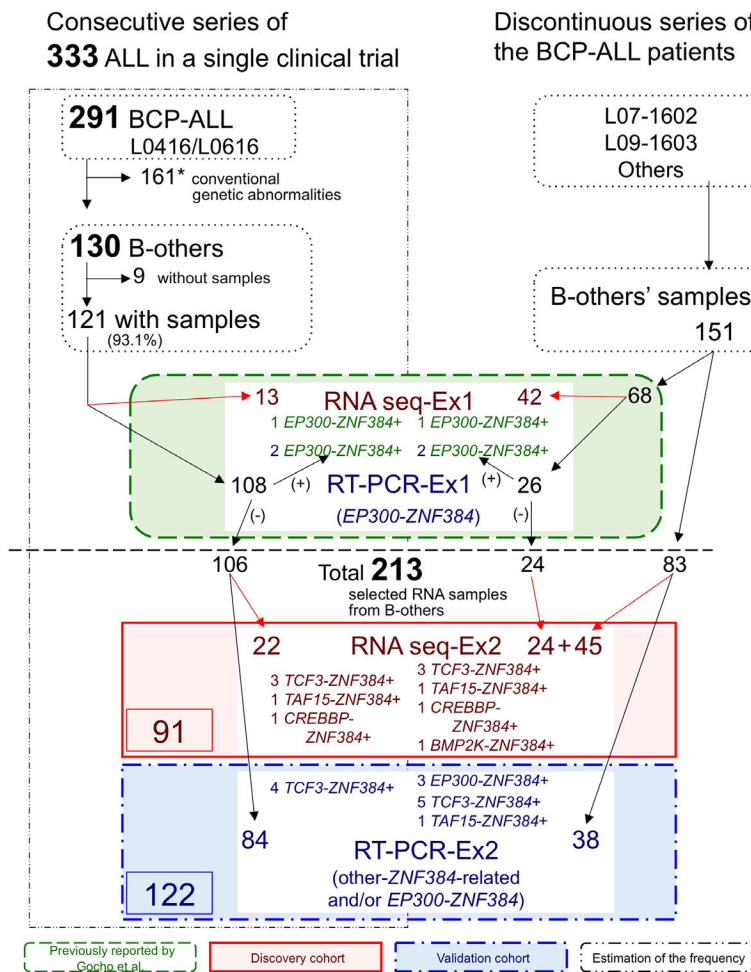 Consecutive series of
333 ALL in a single clinical trial
Discontinuous series of
the BCP-ALL patients
291 BCP-ALL
L0416/L0616
161* conventional
genetic abnormalities
130 B-others
9 without samples
121 with samples
(93.1%)
L07-1602
L09-1603
Others
B-others' samples
151
13 RNA seq-Ex1 42 68
1 EP300-ZNF384+ 1 EP300-ZNF384+
2 EP300-ZNF384+ 2 EP300-ZNF384+
108 (+) RT-PCR-Ex1 (+) 26
(-) (EP300-ZNF384) (-)
106 Total 213 24 83
selected RNA samples
from B-others
22 RNA seq-Ex2 24+45
3 TCF3-ZNF384+
1 TAF15-ZNF384+
1 CREBBP-
ZNF384+
3 TCF3-ZNF384+
1 TAF15-ZNF384+
1 CREBBP-
ZNF384+
1 BMP2K-ZNF384+
91
4 TCF3-ZNF384+
3 EP300-ZNF384+
5 TCF3-ZNF384+
1 TAF15-ZNF384+
84 RT-PCR-Ex2 38
(other-ZNF384-related
and/or EP300-ZNF384)
122
Previously reported by
Gocho et al.
Discovery cohort
Validation cohort
Estimation of the frequency